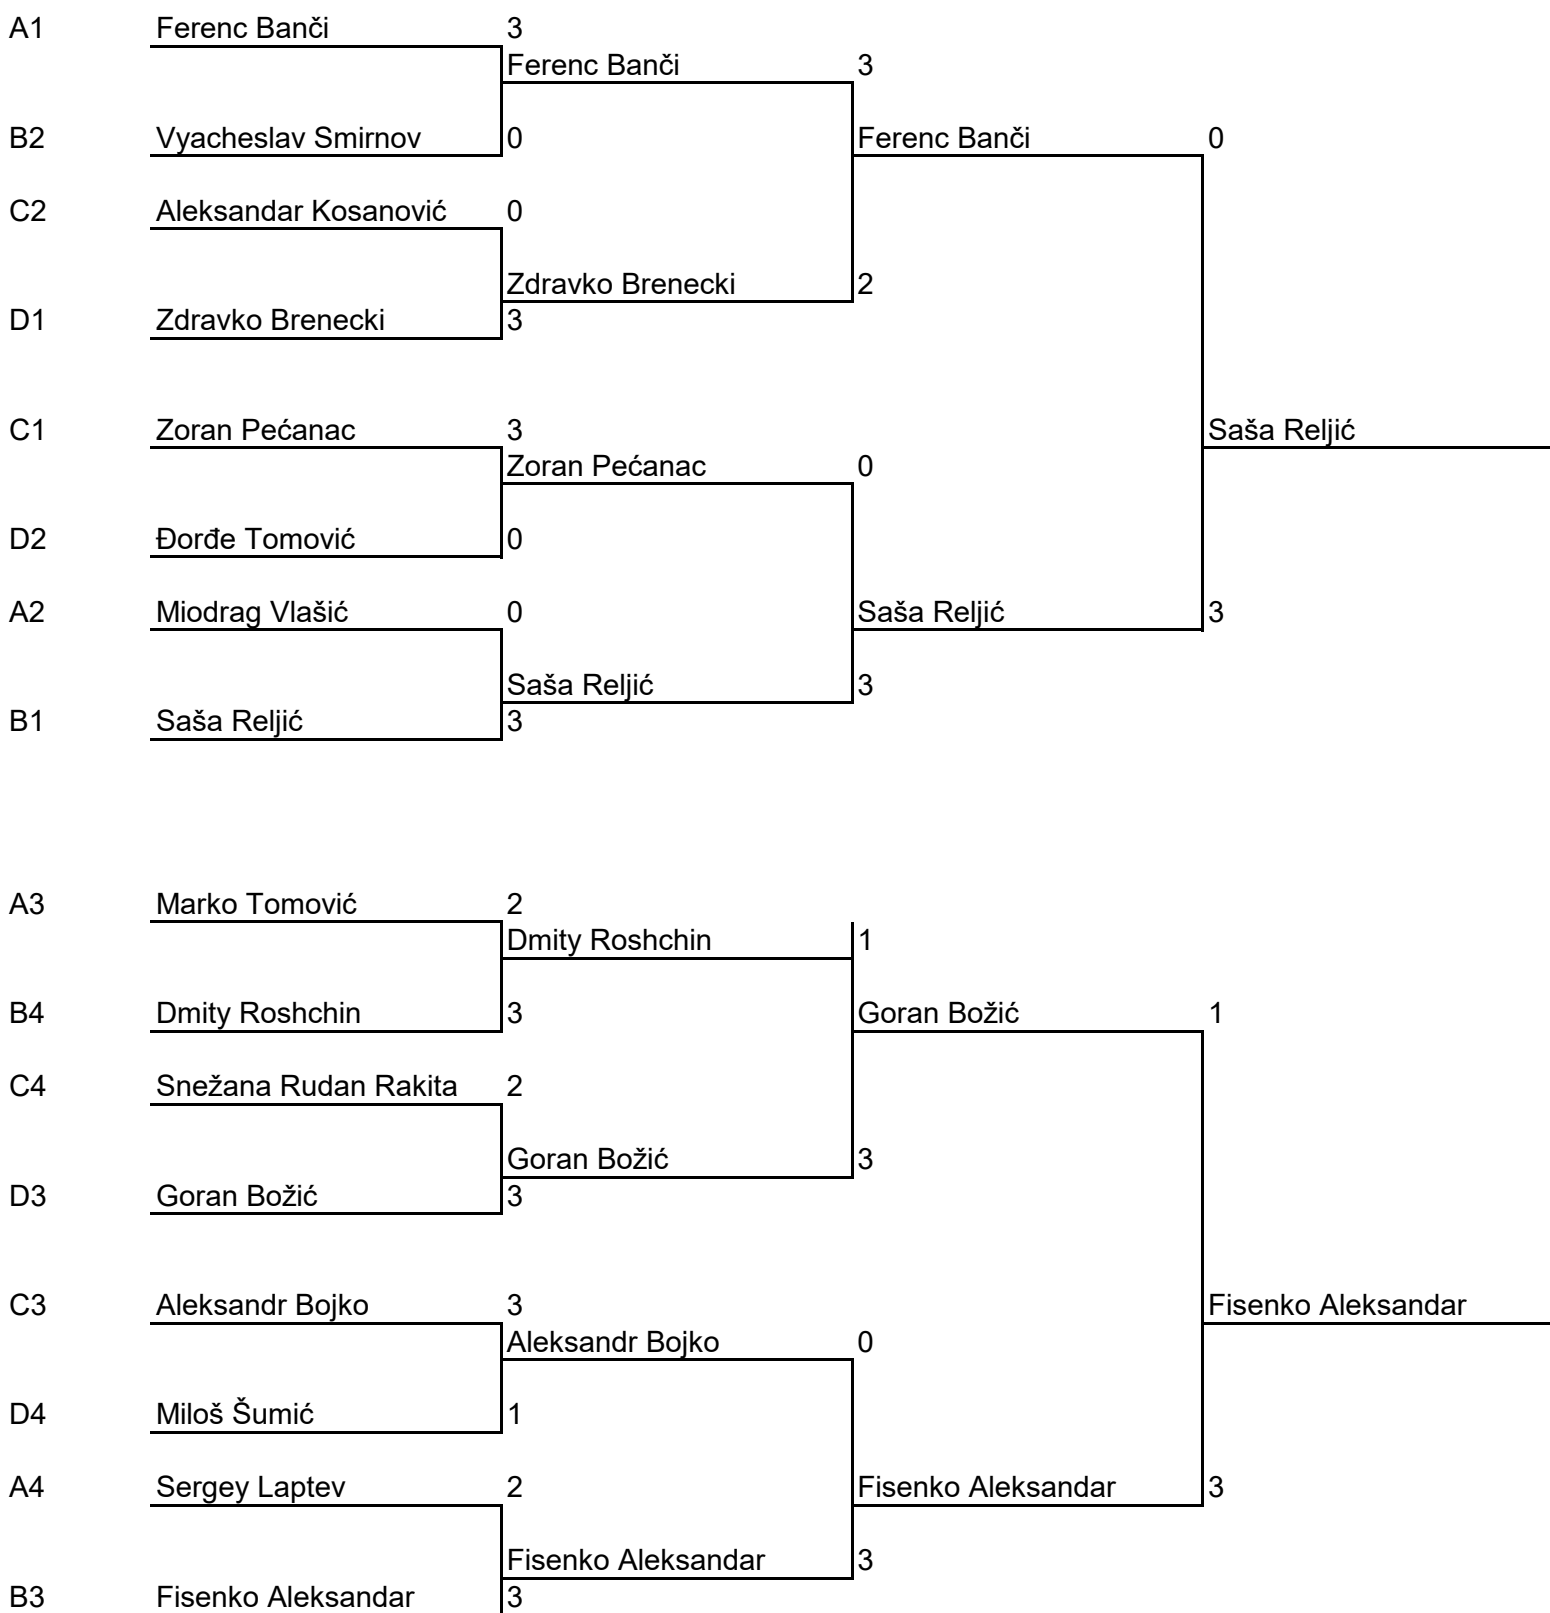 A1 Ferenc Banči 3
Ferenc Banči 3
B2 Vyacheslav Smirnov 0 Ferenc Banči 0
C2 Aleksandar Kosanović 0
Zdravko Brenecki 2
D1 Zdravko Brenecki 3
C1 Zoran Pećanac 3 Saša Reljić
Zoran Pećanac 0
D2 Đorđe Tomović 0
A2 Miodrag Vlašić 0 Saša Reljić 3
Saša Reljić 3
B1 Saša Reljić 3
A3 Marko Tomović 2
Dmity Roshchin 1
B4 Dmity Roshchin 3 Goran Božić 1
C4 Snežana Rudan Rakita 2
Goran Božić 3
D3 Goran Božić 3
C3 Aleksandr Bojko 3 Fisenko Aleksandar
Aleksandr Bojko 0
D4 Miloš Šumić 1
A4 Sergey Laptev 2 Fisenko Aleksandar 3
Fisenko Aleksandar 3
B3 Fisenko Aleksandar 3